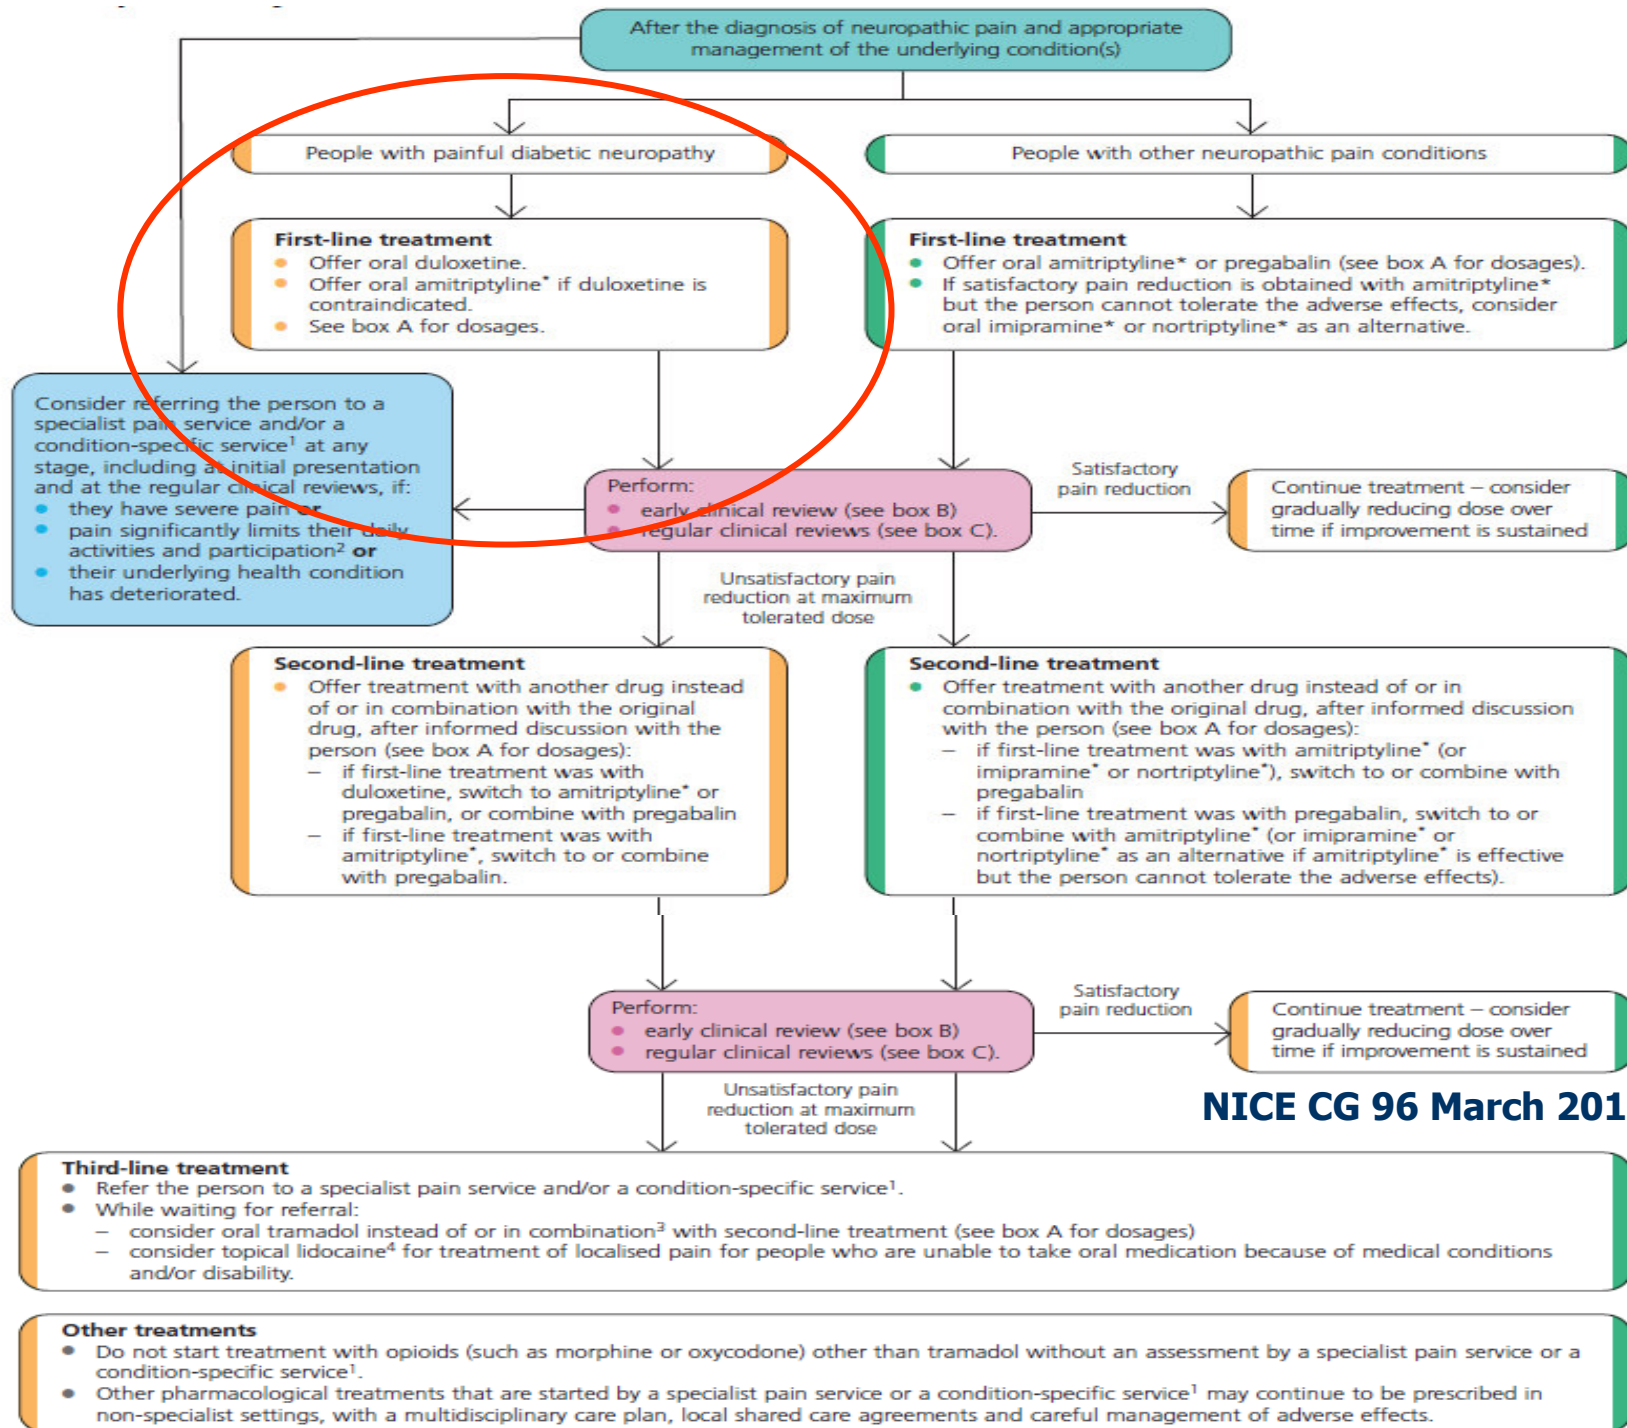 After the diagnosis of neuropathic pain and appropriate
management of the underlying condition(s)
People with painful diabetic neuropathy
People with other neuropathic pain conditions
First-line treatment
• Offer oral duloxetine.
• Offer oral amitriptyline* if duloxetine is
contraindicated.
• See box A for dosages.
First-line treatment
• Offer oral amitriptyline* or pregabalin (see box A for dosages).
• If satisfactory pain reduction is obtained with amitriptyline*
but the person cannot tolerate the adverse effects, consider
oral imipramine* or nortriptyline* as an alternative.
Consider referring the person to a
specialist pain service and/or a
condition-specific service¹ at any
stage, including at initial presentation
and at the regular clinical reviews, if:
• they have severe pain or
• pain significantly limits their daily
activities and participation² or
• their underlying health condition
has deteriorated.
Perform:
• early clinical review (see box B)
• regular clinical reviews (see box C).
Satisfactory
pain reduction
Continue treatment – consider
gradually reducing dose over
time if improvement is sustained
Unsatisfactory pain
reduction at maximum
tolerated dose
Second-line treatment
• Offer treatment with another drug instead
of or in combination with the original
drug, after informed discussion with the
person (see box A for dosages):
– if first-line treatment was with
duloxetine, switch to amitriptyline* or
pregabalin, or combine with pregabalin
– if first-line treatment was with
amitriptyline*, switch to or combine
with pregabalin.
Second-line treatment
• Offer treatment with another drug instead of or in
combination with the original drug, after informed discussion
with the person (see box A for dosages):
– if first-line treatment was with amitriptyline* (or
imipramine* or nortriptyline*), switch to or combine with
pregabalin
– if first-line treatment was with pregabalin, switch to or
combine with amitriptyline* (or imipramine* or
nortriptyline* as an alternative if amitriptyline* is effective
but the person cannot tolerate the adverse effects).
Perform:
• early clinical review (see box B)
• regular clinical reviews (see box C).
Satisfactory
pain reduction
Continue treatment – consider
gradually reducing dose over
time if improvement is sustained
Unsatisfactory pain
reduction at maximum
tolerated dose
NICE CG 96 March 201
Third-line treatment
• Refer the person to a specialist pain service and/or a condition-specific service¹.
• While waiting for referral:
– consider oral tramadol instead of or in combination³ with second-line treatment (see box A for dosages)
– consider topical lidocaine⁴ for treatment of localised pain for people who are unable to take oral medication because of medical conditions
and/or disability.
Other treatments
• Do not start treatment with opioids (such as morphine or oxycodone) other than tramadol without an assessment by a specialist pain service or a
condition-specific service¹.
• Other pharmacological treatments that are started by a specialist pain service or a condition-specific service¹ may continue to be prescribed in
non-specialist settings, with a multidisciplinary care plan, local shared care agreements and careful management of adverse effects.